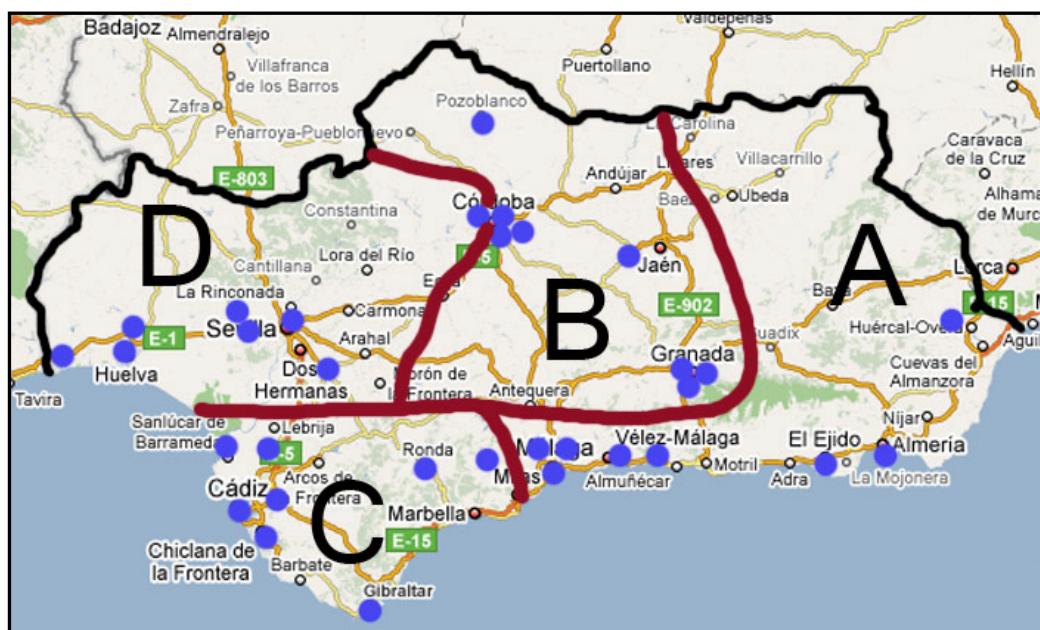 Badajoz
Almendralejo
Valdepeñas
Villafranca
de los Barros
Puertollano
Hellín
Zafra
Pozoblanco
Peñarroya-Pueblonuevo
La Carolina
Caravaca
de la Cruz
E-803
Andújar
Linares
Villacarrillo
Alhama
de Murc
Ubeda
Baeza
Córdoba
Constantina
D
Lora del Río
Cantillana
Jaén
A
Lorca
La Rinconada
Baza
E-15
B
E-902
Carmona
Sevilla
Huércal-Overa
Aguil
E-1
Arahal
Guadix
Granada
Cuevas del
Almanzora
Huelva
Dos
Hermanas
Morón de
la Frontera
Antequera
Tavira
Sanlúcar de
Barrameda
Lebrija
Níjar
Málaga
Vélez-Málaga
El Ejido
Almería
E-5
Ronda
Arcos de
Frontera
Mijas
Almuñécar
Motril
Adra
La Mojonera
Cádiz
C
Marbella
E-15
Chiclana de
la Frontera
Barbate
Gibraltar